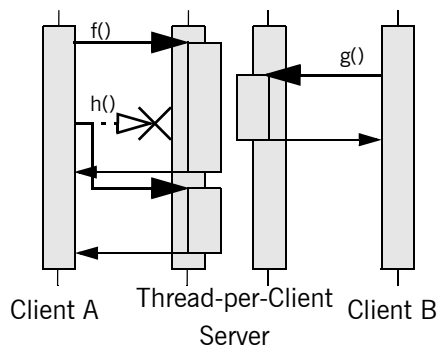 f()
g()
h()
Client A
Thread-per-Client
Server
Client B